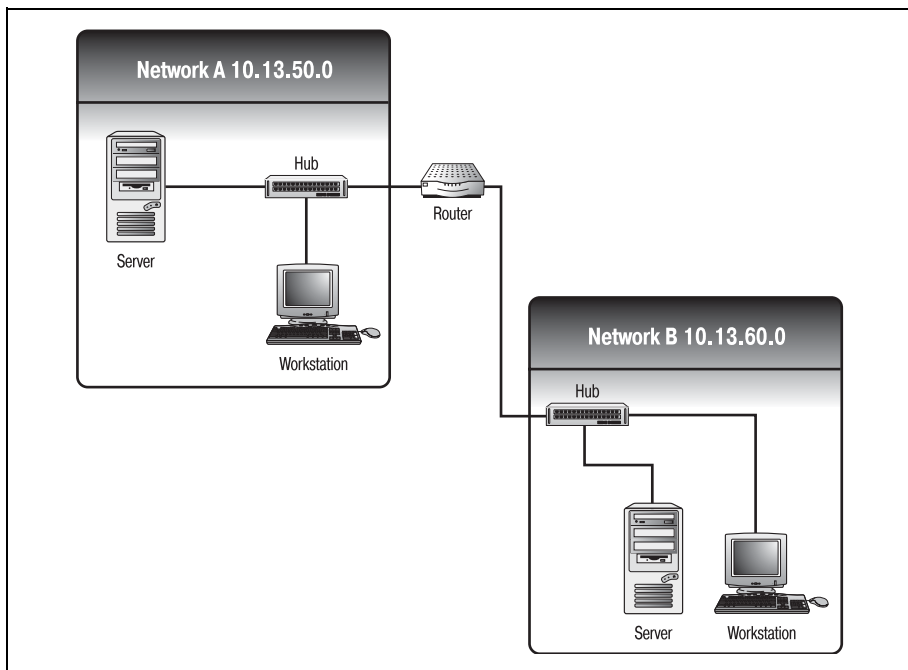 Network A 10.13.50.0
Hub
Router
Server
Workstation
Network B 10.13.60.0
Hub
Server
Workstation